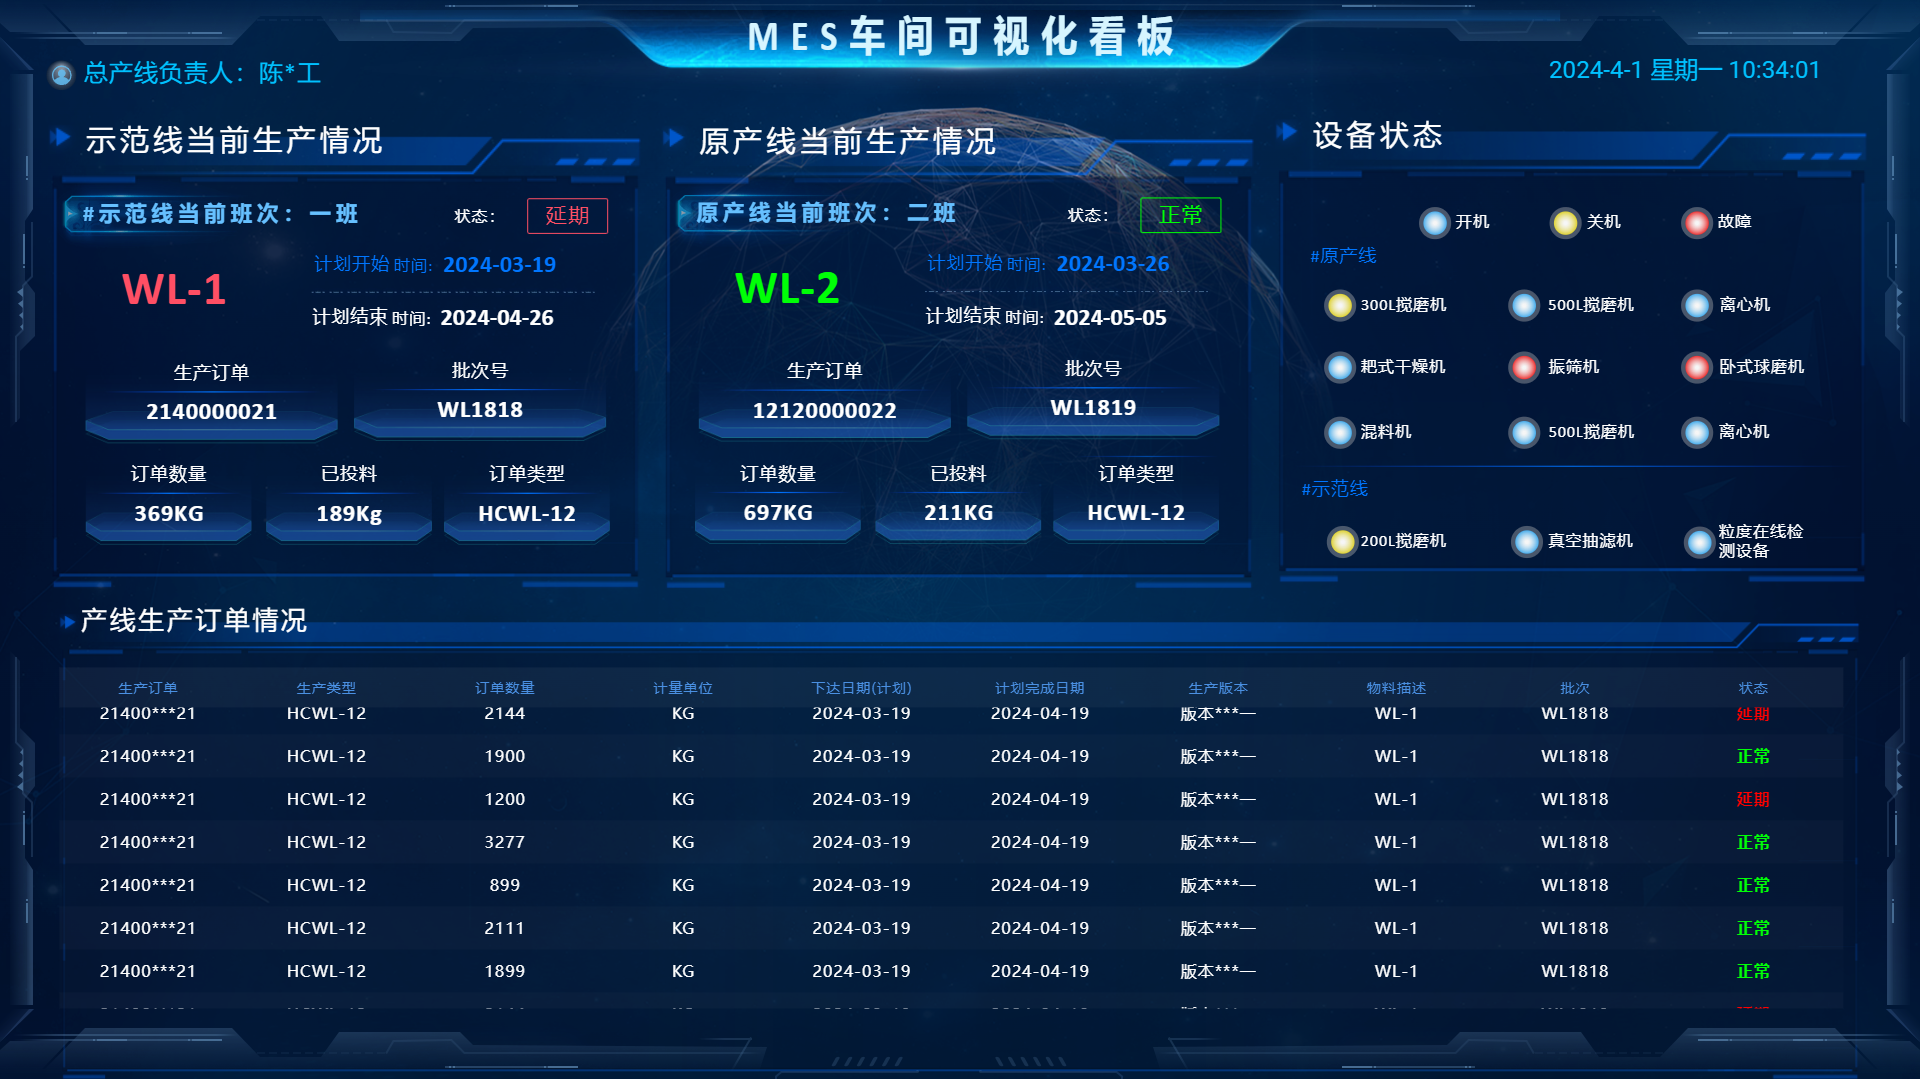 MES车间可视化看板
总产线负责人：陈*工
2024-4-1 星期一 10:34:01
示范线当前生产情况
#示范线当前班次：一班
状态：
延期
WL-1
计划开始 时间: 2024-03-19
计划结束 时间: 2024-04-26
生产订单
批次号
2140000021
WL1818
订单数量
已投料
订单类型
369KG
189Kg
HCWL-12
原产线当前生产情况
原产线当前班次：二班
状态：
正常
WL-2
计划开始 时间: 2024-03-26
计划结束 时间: 2024-05-05
生产订单
批次号
12120000022
WL1819
订单数量
已投料
订单类型
697KG
211KG
HCWL-12
设备状态
开机
关机
故障
#原产线
300L搅磨机
500L搅磨机
离心机
耙式干燥机
振筛机
卧式球磨机
混料机
500L搅磨机
离心机
#示范线
200L搅磨机
真空抽滤机
粒度在线检
测设备
产线生产订单情况
生产订单 生产类型 订单数量 计量单位 下达日期(计划) 计划完成日期 生产版本 物料描述 批次 状态
21400***21 HCWL-12 2144 KG 2024-03-19 2024-04-19 版本***一 WL-1 WL1818 延期
21400***21 HCWL-12 1900 KG 2024-03-19 2024-04-19 版本***一 WL-1 WL1818 正常
21400***21 HCWL-12 1200 KG 2024-03-19 2024-04-19 版本***一 WL-1 WL1818 延期
21400***21 HCWL-12 3277 KG 2024-03-19 2024-04-19 版本***一 WL-1 WL1818 正常
21400***21 HCWL-12 899 KG 2024-03-19 2024-04-19 版本***一 WL-1 WL1818 正常
21400***21 HCWL-12 2111 KG 2024-03-19 2024-04-19 版本***一 WL-1 WL1818 正常
21400***21 HCWL-12 1899 KG 2024-03-19 2024-04-19 版本***一 WL-1 WL1818 正常